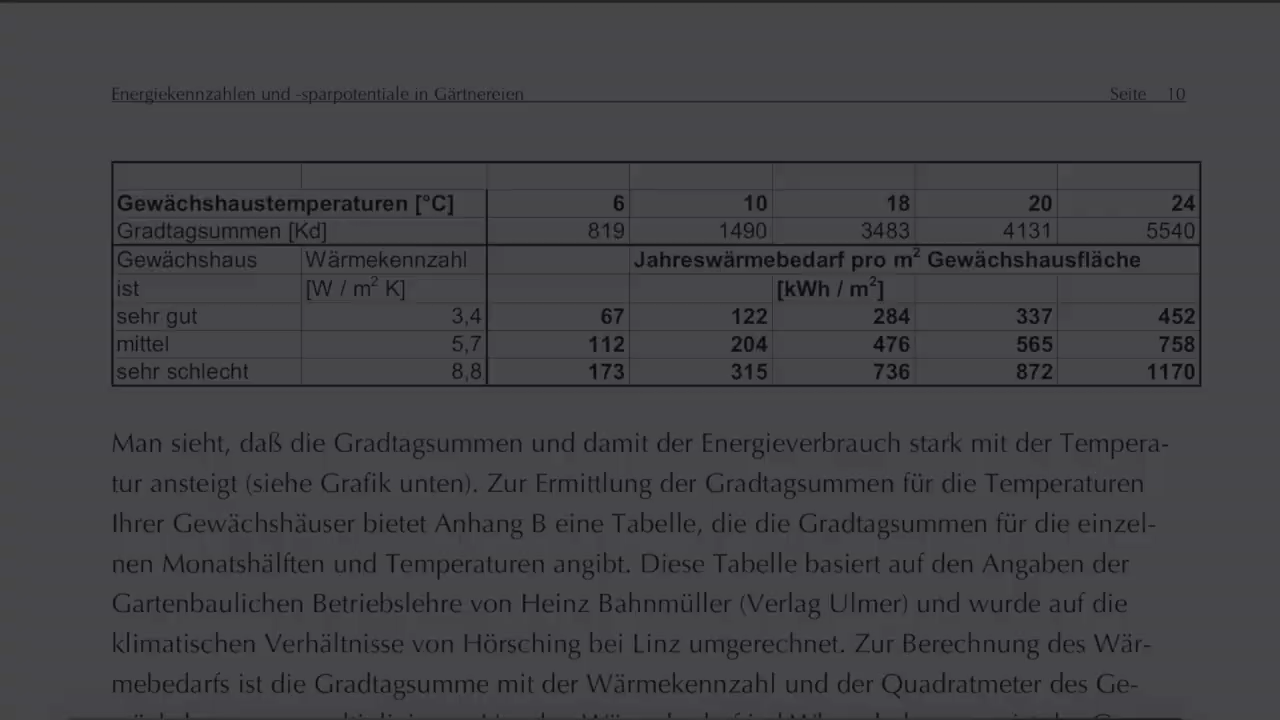 Energiekennzahlen und -sparpotentiale in Gärtnereien Seite 10
Gewächshaustemperaturen [°C] 6 10 18 20 24
Gradtagsummen [Kd] 819 1490 3483 4131 5540
Gewächshaus Wärmekennzahl Jahreswärmebedarf pro m² Gewächshausfläche
ist [W / m² K] [kWh / m²]
sehr gut 3,4 67 122 284 337 452
mittel 5,7 112 204 476 565 758
sehr schlecht 8,8 173 315 736 872 1170
Man sieht, daß die Gradtagsummen und damit der Energieverbrauch stark mit der Tempera-
tur ansteigt (siehe Grafik unten). Zur Ermittlung der Gradtagsummen für die Temperaturen
Ihrer Gewächshäuser bietet Anhang B eine Tabelle, die die Gradtagsummen für die einzel-
nen Monatshälften und Temperaturen angibt. Diese Tabelle basiert auf den Angaben der
Gartenbaulichen Betriebslehre von Heinz Bahnmüller (Verlag Ulmer) und wurde auf die
klimatischen Verhältnisse von Hörsching bei Linz umgerechnet. Zur Berechnung des Wär-
mebedarfs ist die Gradtagsumme mit der Wärmekennzahl und der Quadratmeter des Ge-